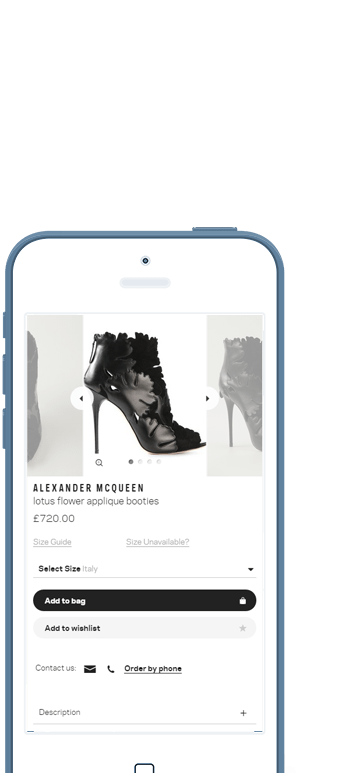 ALEXANDER MCQUEEN
lotus flower applique booties
£720.00
Size Guide Size Unavailable?
Select Size Italy
Add to bag
Add to wishlist
Contact us: Order by phone
Description +